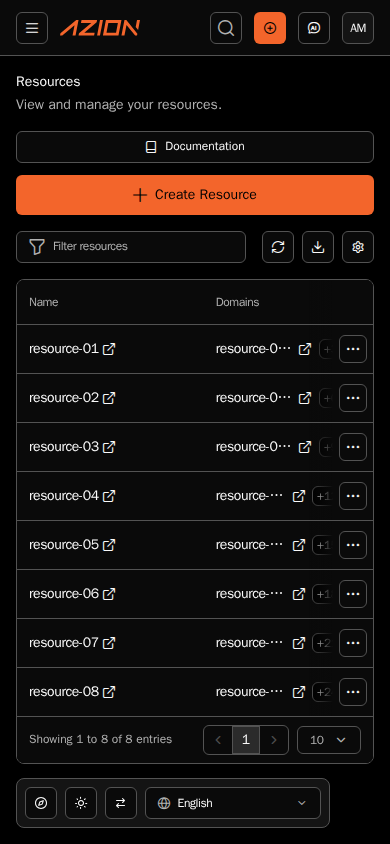 AZION
AM
Resources
View and manage your resources.
Documentation
Create Resource
Filter resources
Name Domains
resource-01 resource-0···
resource-02 resource-0···
resource-03 resource-0···
resource-04 resource-··· +1
resource-05 resource-··· +1
resource-06 resource-··· +1
resource-07 resource-··· +2
resource-08 resource-··· +2
Showing 1 to 8 of 8 entries 1 10
English